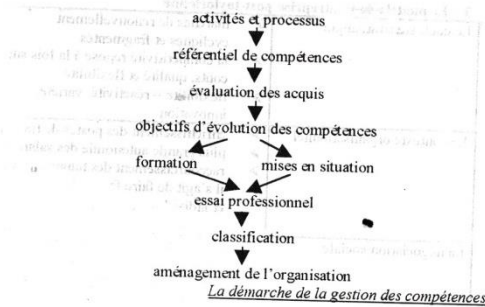 activités et processus
référentiel de compétences
évaluation des acquis
objectifs d'évolution des compétences
formation mises en situation
essai professionnel
classification
aménagement de l'organisation
La démarche de la gestion des compétences